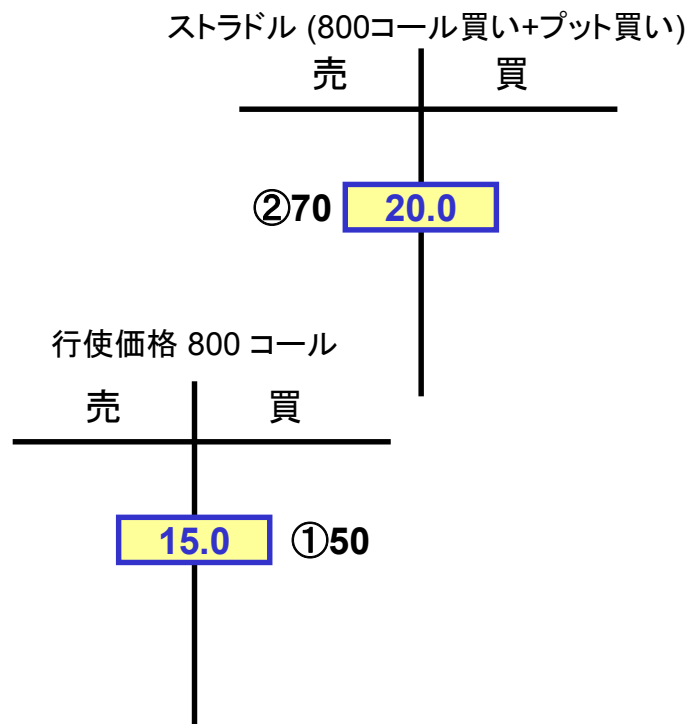 ストラドル (800コール買い+プット買い)
売 買
②70 20.0
行使価格 800 コール
売 買
15.0 ①50